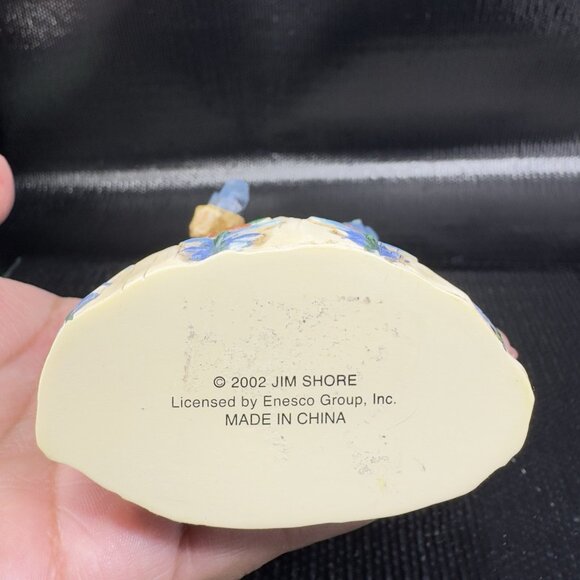 © 2002 JIM SHORE
Licensed by Enesco Group, Inc.
MADE IN CHINA